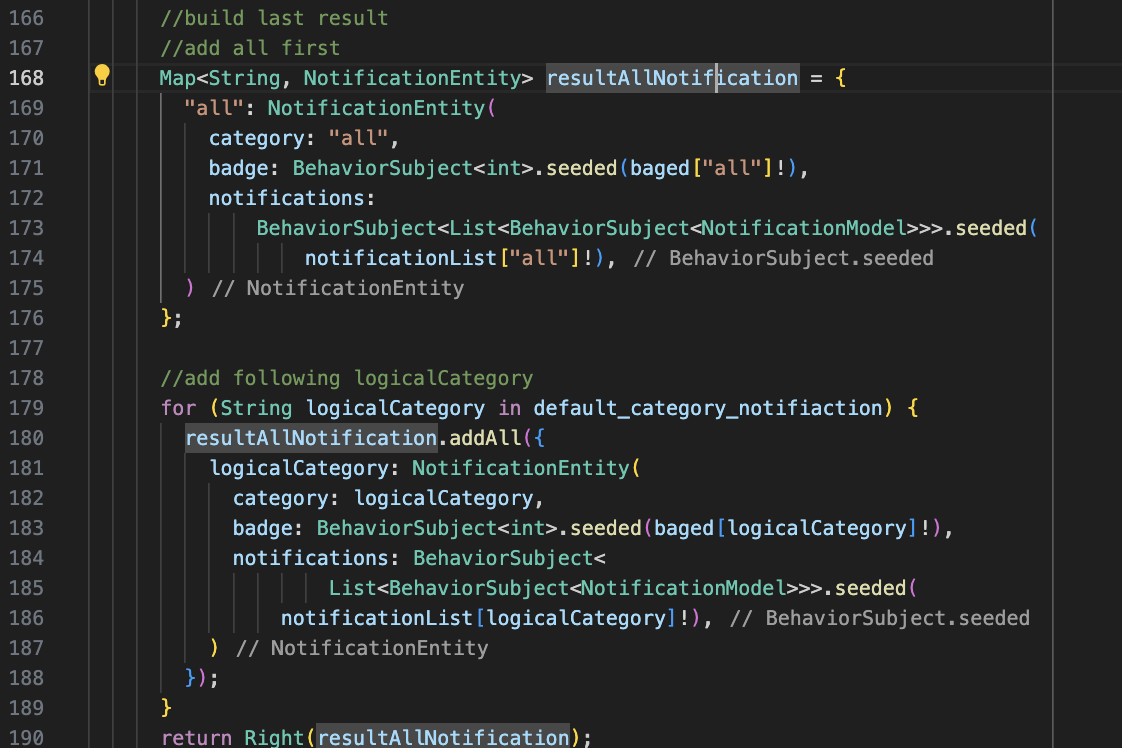 166 //build last result
167 //add all first
168 Map<String, NotificationEntity> resultAllNotification = {
169 "all": NotificationEntity(
170 category: "all",
171 badge: BehaviorSubject<int>.seeded(baged["all"]!),
172 notifications:
173 BehaviorSubject<List<BehaviorSubject<NotificationModel>>>.seeded(
174 notificationList["all"]!), // BehaviorSubject.seeded
175 ) // NotificationEntity
176 };
177
178 //add following logicalCategory
179 for (String logicalCategory in default_category_notifiaction) {
180 resultAllNotification.addAll({
181 logicalCategory: NotificationEntity(
182 category: logicalCategory,
183 badge: BehaviorSubject<int>.seeded(baged[logicalCategory]!),
184 notifications: BehaviorSubject<
185 List<BehaviorSubject<NotificationModel>>>.seeded(
186 notificationList[logicalCategory]!), // BehaviorSubject.seeded
187 ) // NotificationEntity
188 });
189 }
190 return Right(resultAllNotification);